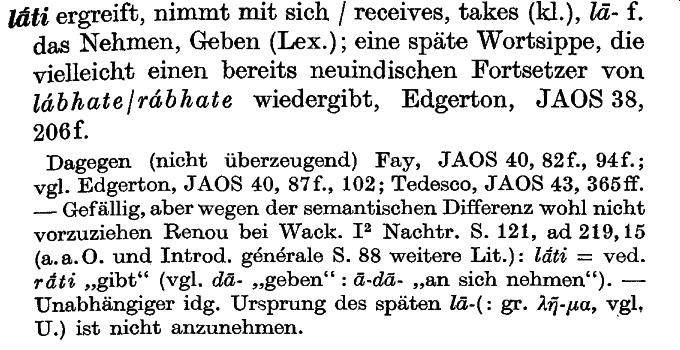 lā́ti ergreift, nimmt mit sich / receives, takes (kl.), lā- f.
das Nehmen, Geben (Lex.); eine späte Wortsippe, die
vielleicht einen bereits neuindischen Fortsetzer von
lábhate/rábhate wiedergibt, Edgerton, JAOS 38,
206f.
Dagegen (nicht überzeugend) Fay, JAOS 40, 82f., 94f.;
vgl. Edgerton, JAOS 40, 87f., 102; Tedesco, JAOS 43, 365ff.
— Gefällig, aber wegen der semantischen Differenz wohl nicht
vorzuziehen Renou bei Wack. I² Nachtr. S. 121, ad 219,15
(a.a.O. und Introd. générale S. 88 weitere Lit.): lā́ti = ved.
rā́ti „gibt“ (vgl. dā- „geben“ : ā-dā- „an sich nehmen“). —
Unabhängiger idg. Ursprung des späten lā-(: gr. λῆ-μα, vgl,
U.) ist nicht anzunehmen.